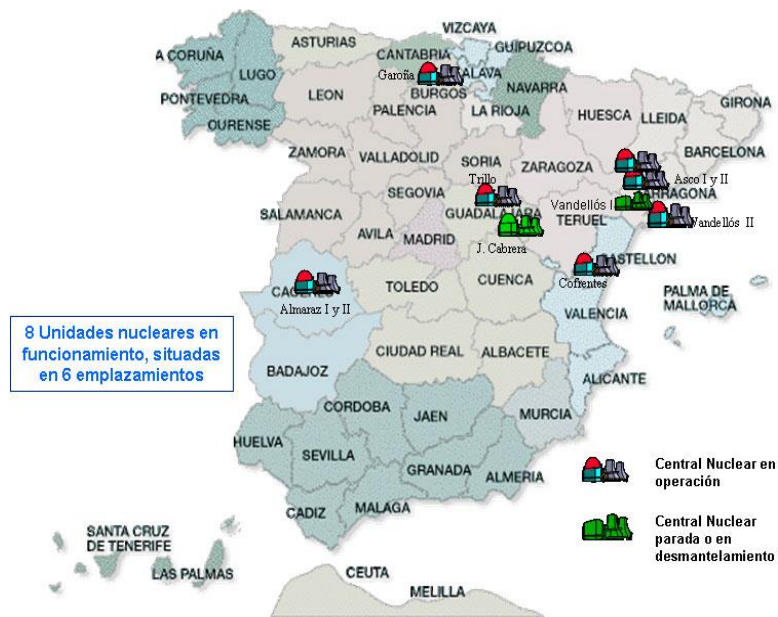 VIZCAYA
ASTURIAS
CANTABRIA
GUIPUZCOA
A CORUÑA
LUGO
Garoña
ALAVA
NAVARRA
BURGOS
LEON
PALENCIA
LA RIOJA
HUESCA
LLEIDA
GIRONA
PONTEVEDRA
OURENSE
BARCELONA
ZAMORA
VALLADOLID
SORIA
ZARAGOZA
Trillo
Asco I y II
TARRAGONA
SEGOVIA
Vandellós I
SALAMANCA
GUADALAJARA
TERUEL
Vandellós II
AVILA
MADRID
J. Cabrera
CASTELLON
CUENCA
Cofrentes
CACERES
TOLEDO
PALMA DE
MALLORCA
Almaraz I y II
VALENCIA
8 Unidades nucleares en
funcionamiento, situadas
en 6 emplazamientos
CIUDAD REAL
ALBACETE
BADAJOZ
ALICANTE
CORDOBA
JAEN
MURCIA
HUELVA
SEVILLA
GRANADA
ALMERIA
Central Nuclear en
operación
CADIZ
MALAGA
Central Nuclear
parada o en
desmantelamiento
SANTA CRUZ
DE TENERIFE
LAS PALMAS
CEUTA
MELILLA